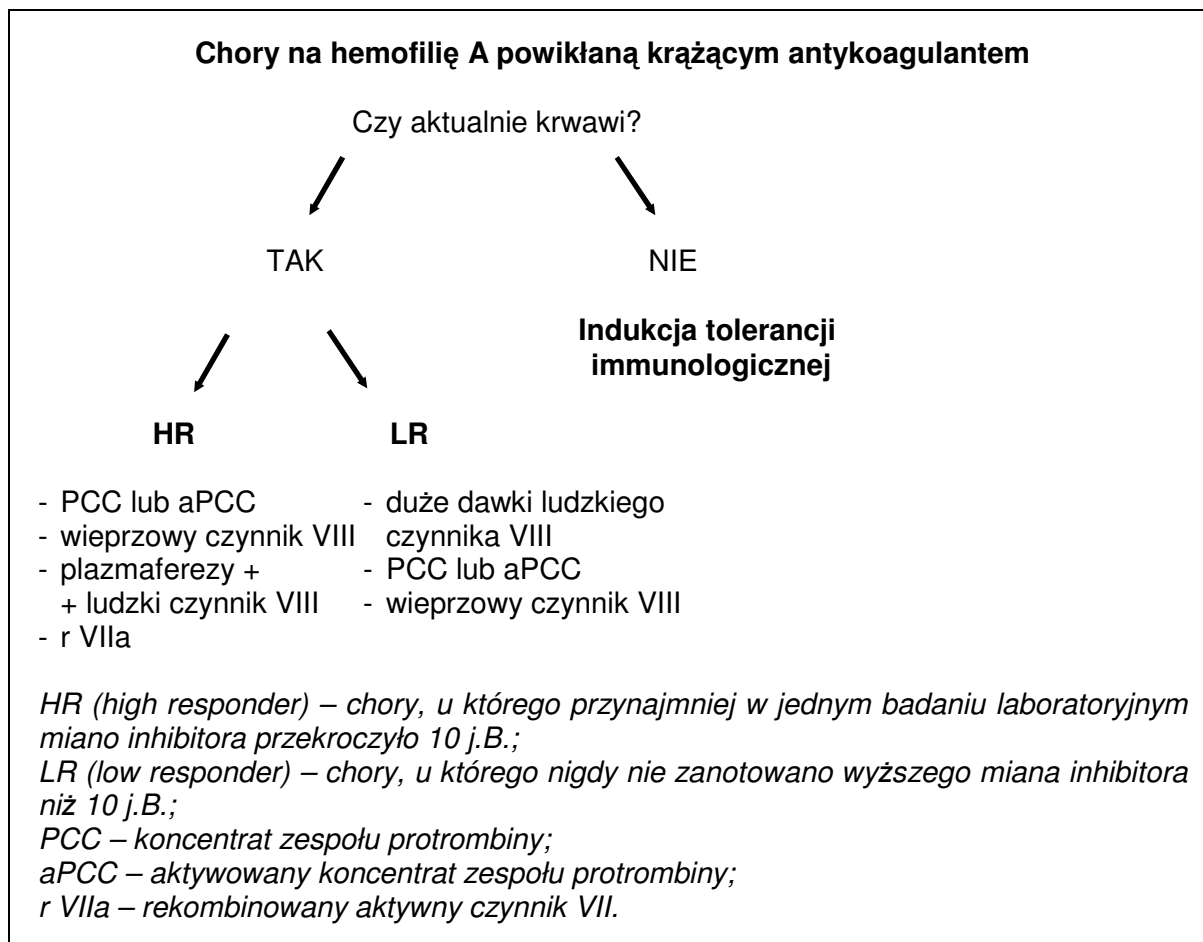 Chory na hemofilię A powikłaną krążącym antykoagulantem
Czy aktualnie krwawi?
TAK
NIE
Indukcja tolerancji
immunologicznej
HR
LR
- PCC lub aPCC
- wieprzowy czynnik VIII
- plazmaferezy +
+ ludzki czynnik VIII
- r VIIa
- duże dawki ludzkiego
czynnika VIII
- PCC lub aPCC
- wieprzowy czynnik VIII
HR (high responder) – chory, u którego przynajmniej w jednym badaniu laboratoryjnym
miano inhibitora przekroczyło 10 j.B.;
LR (low responder) – chory, u którego nigdy nie zanotowano wyższego miana inhibitora
niż 10 j.B.;
PCC – koncentrat zespołu protrombiny;
aPCC – aktywowany koncentrat zespołu protrombiny;
r VIIa – rekombinowany aktywny czynnik VII.